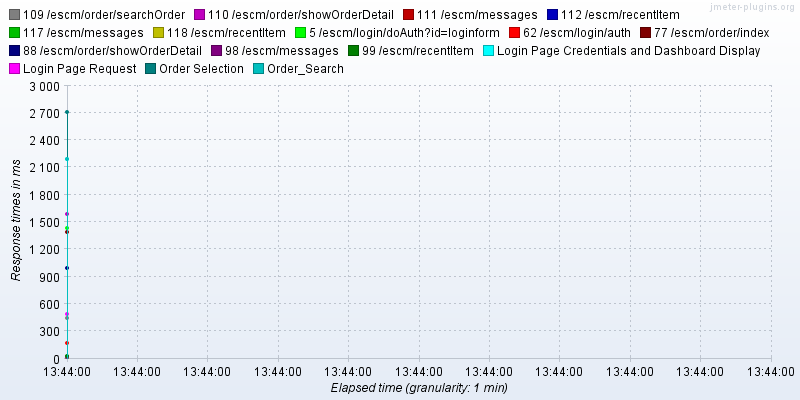 jmeter-plugins.org
109 /escm/order/searchOrder 110 /escm/order/showOrderDetail 111 /escm/messages 112 /escm/recentItem
117 /escm/messages 118 /escm/recentItem 5 /escm/login/doAuth?id=loginform 62 /escm/login/auth 77 /escm/order/index
88 /escm/order/showOrderDetail 98 /escm/messages 99 /escm/recentItem Login Page Credentials and Dashboard Display
Login Page Request Order Selection Order_Search
Response times in ms
3 000
2 700
2 400
2 100
1 800
1 500
1 200
900
600
300
0
13:44:00 13:44:00 13:44:00 13:44:00 13:44:00 13:44:00 13:44:00 13:44:00 13:44:00 13:44:00 13:44:00
Elapsed time (granularity: 1 min)